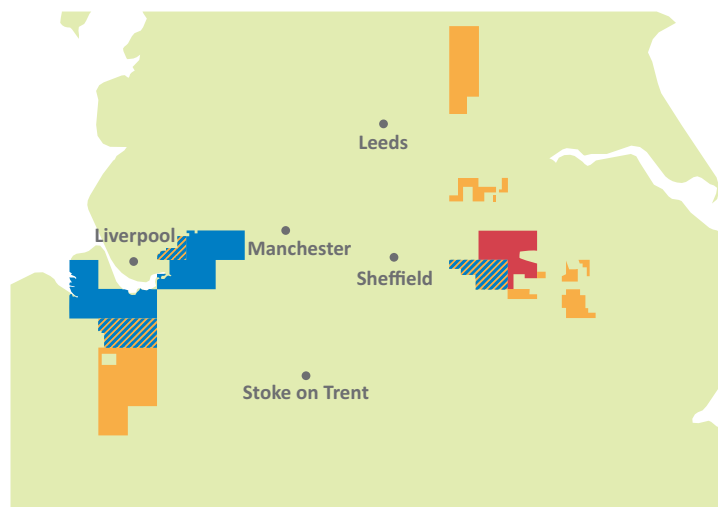 Leeds
Liverpool
Manchester
Sheffield
Stoke on Trent